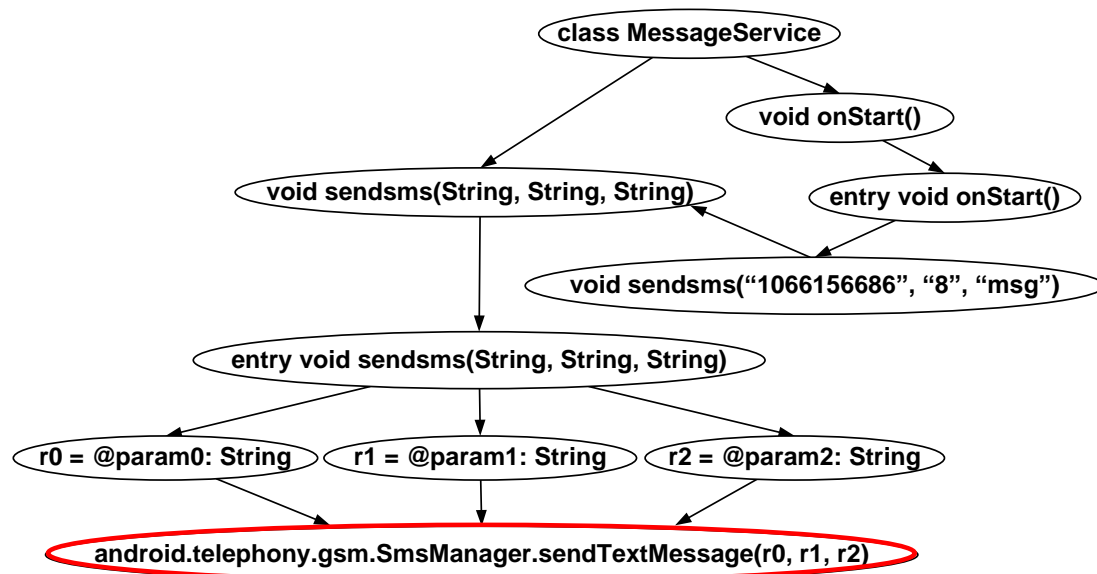 class MessageService
void onStart()
void sendsms(String, String, String)
entry void onStart()
void sendsms(“1066156686”, “8”, “msg”)
entry void sendsms(String, String, String)
r0 = @param0: String
r1 = @param1: String
r2 = @param2: String
android.telephony.gsm.SmsManager.sendTextMessage(r0, r1, r2)